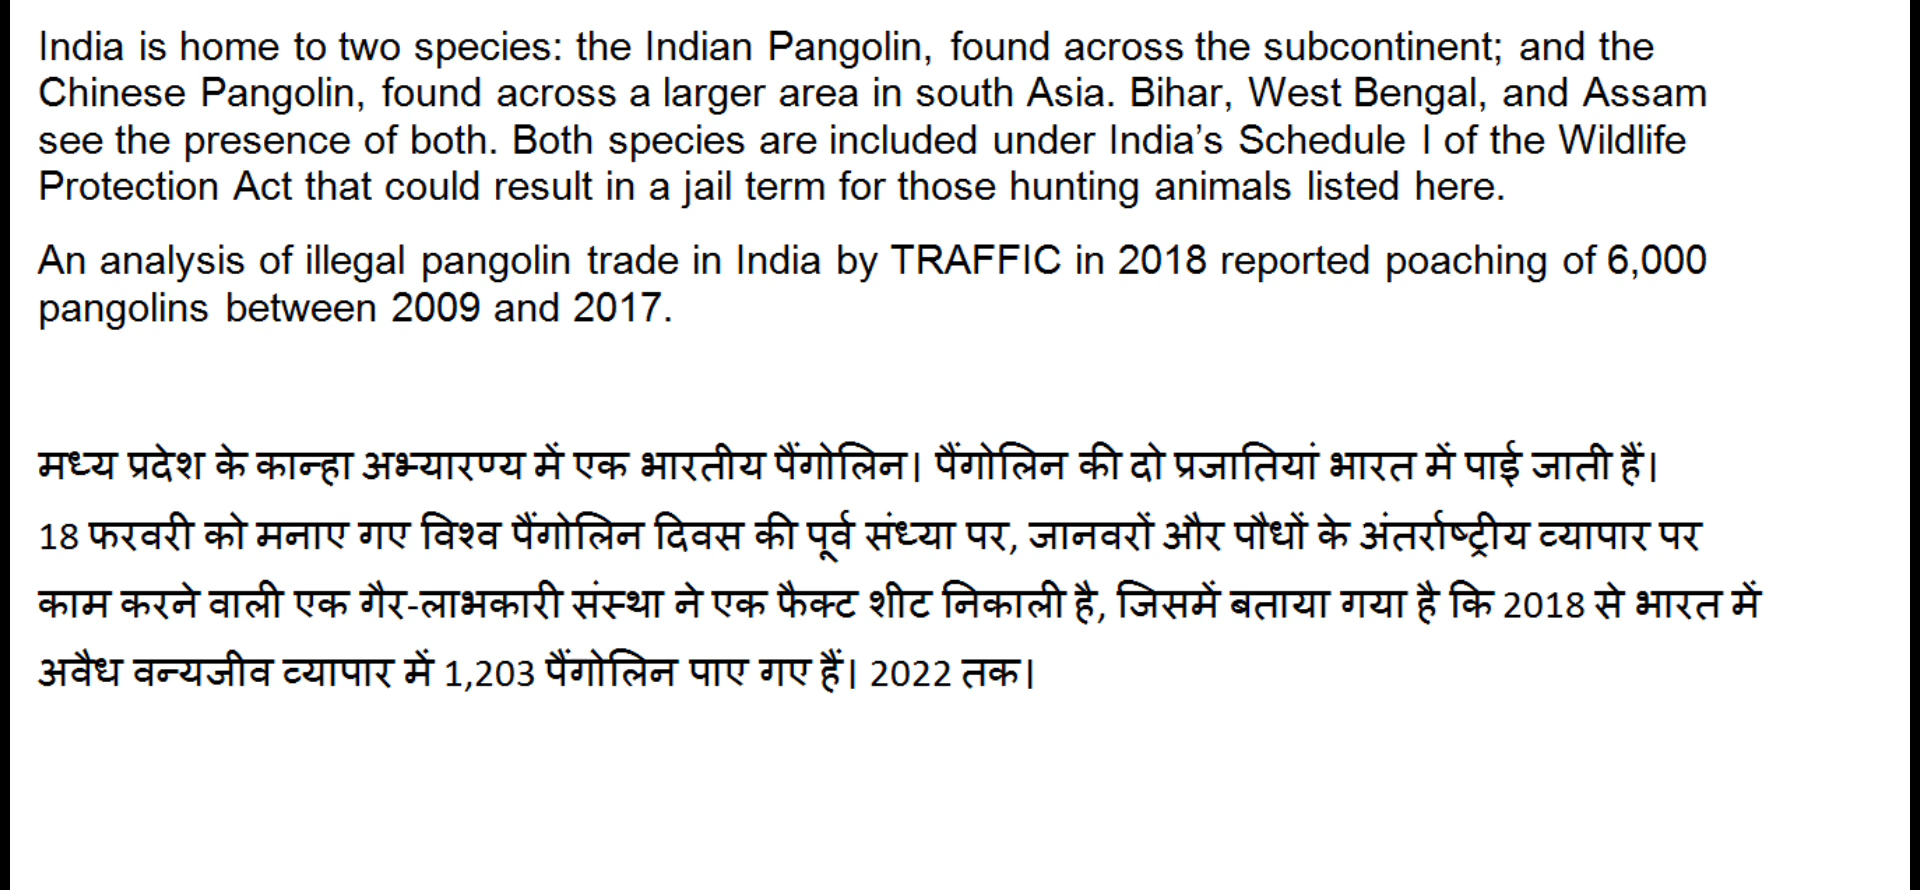 India is home to two species: the Indian Pangolin, found across the subcontinent; and the
Chinese Pangolin, found across a larger area in south Asia. Bihar, West Bengal, and Assam
see the presence of both. Both species are included under India’s Schedule I of the Wildlife
Protection Act that could result in a jail term for those hunting animals listed here.
An analysis of illegal pangolin trade in India by TRAFFIC in 2018 reported poaching of 6,000
pangolins between 2009 and 2017.
मध्य प्रदेश के कान्हा अभ्यारण्य में एक भारतीय पैंगोलिन। पैंगोलिन की दो प्रजातियां भारत में पाई जाती हैं।
18 फरवरी को मनाए गए विश्व पैंगोलिन दिवस की पूर्व संध्या पर, जानवरों और पौधों के अंतर्राष्ट्रीय व्यापार पर
काम करने वाली एक गैर-लाभकारी संस्था ने एक फैक्ट शीट निकाली है, जिसमें बताया गया है कि 2018 से भारत में
अवैध वन्यजीव व्यापार में 1,203 पैंगोलिन पाए गए हैं। 2022 तक।